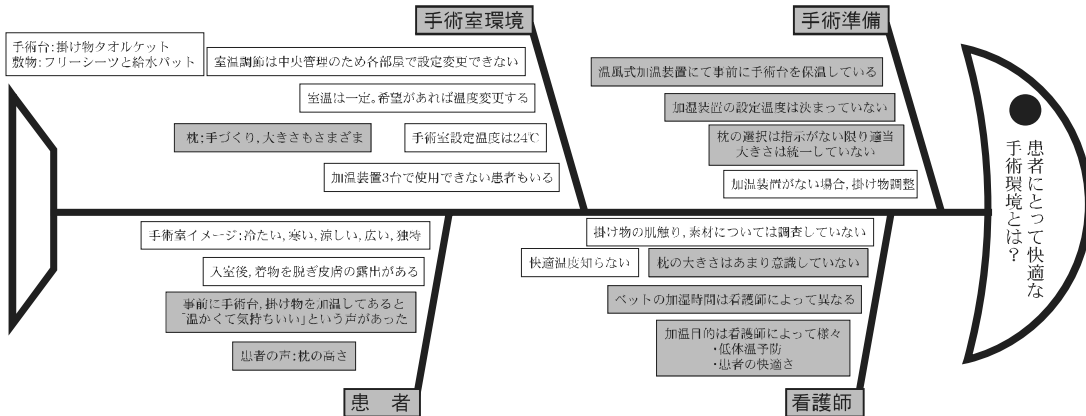 手術室環境
手術準備
手術台:掛け物タオルケット
敷物:フリーシーツと給水パット
室温調節は中央管理のため各部屋で設定変更できない
室温は一定。希望があれば温度変更する
枕:手づくり,大きさもさまざま
手術室設定温度は24℃
加温装置3台で使用できない患者もいる
温風式加温装置にて事前に手術台を保温している
加湿装置の設定温度は決まっていない
枕の選択は指示がない限り適当
大きさは統一していない
加温装置がない場合,掛け物調整
患者にとって快適な
手術環境とは?
手術室イメージ:冷たい,寒い,涼しい,広い,独特
入室後,着物を脱ぎ皮膚の露出がある
事前に手術台,掛け物を加温してあると
「温かくて気持ちいい」という声があった
患者の声:枕の高さ
掛け物の肌触り,素材については調査していない
快適温度知らない
枕の大きさはあまり意識していない
ベットの加湿時間は看護師によって異なる
加温目的は看護師によって様々
・低体温予防
・患者の快適さ
患 者
看護師